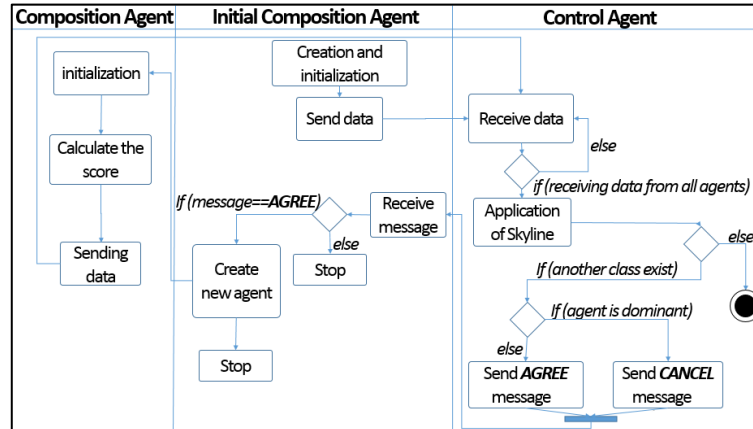 Composition Agent
Initial Composition Agent
Control Agent
initialization
Calculate the
score
Sending
data
Creation and
initialization
Send data
If (message==AGREE)
Receive
message
else
Stop
Create
new agent
Stop
Receive data
else
if (receiving data from all agents)
Application
of Skyline
else
If (another class exist)
If (agent is dominant)
else
Send AGREE
message
Send CANCEL
message